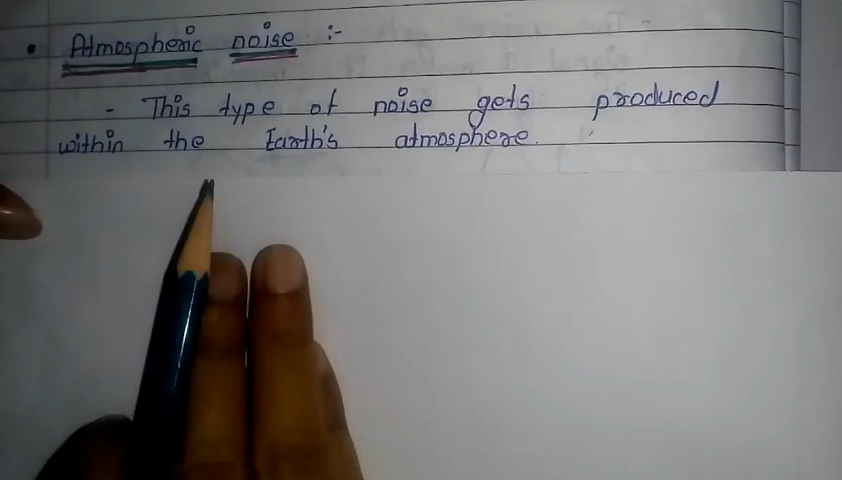 • Atmospheric noise :-
- This type of noise gets produced
within the Earth's atmosphere.